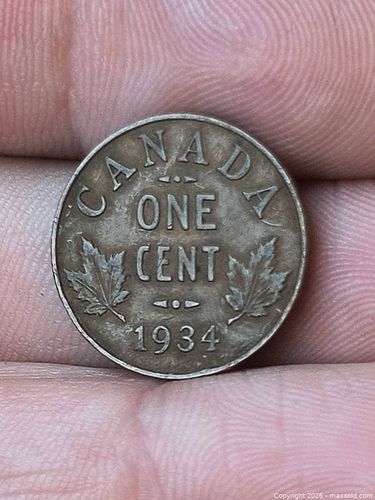 CANADA
ONE
CENT
1934
Copyright 2026 - maxsold.com